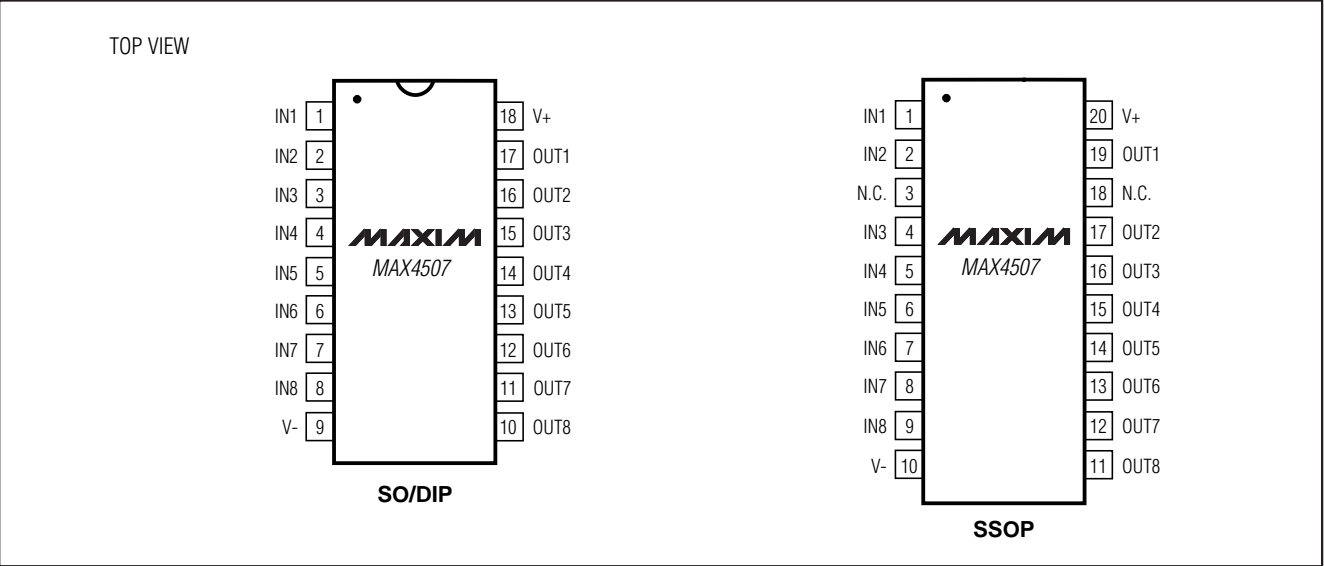 TOP VIEW
IN1 1 18 V+
IN2 2 17 OUT1
IN3 3 16 OUT2
IN4 4 15 OUT3
IN5 5 14 OUT4
IN6 6 13 OUT5
IN7 7 12 OUT6
IN8 8 11 OUT7
V- 9 10 OUT8
MAXIM
MAX4507
SO/DIP
IN1 1 20 V+
IN2 2 19 OUT1
N.C. 3 18 N.C.
IN3 4 17 OUT2
IN4 5 16 OUT3
IN5 6 15 OUT4
IN6 7 14 OUT5
IN7 8 13 OUT6
IN8 9 12 OUT7
V- 10 11 OUT8
MAXIM
MAX4507
SSOP